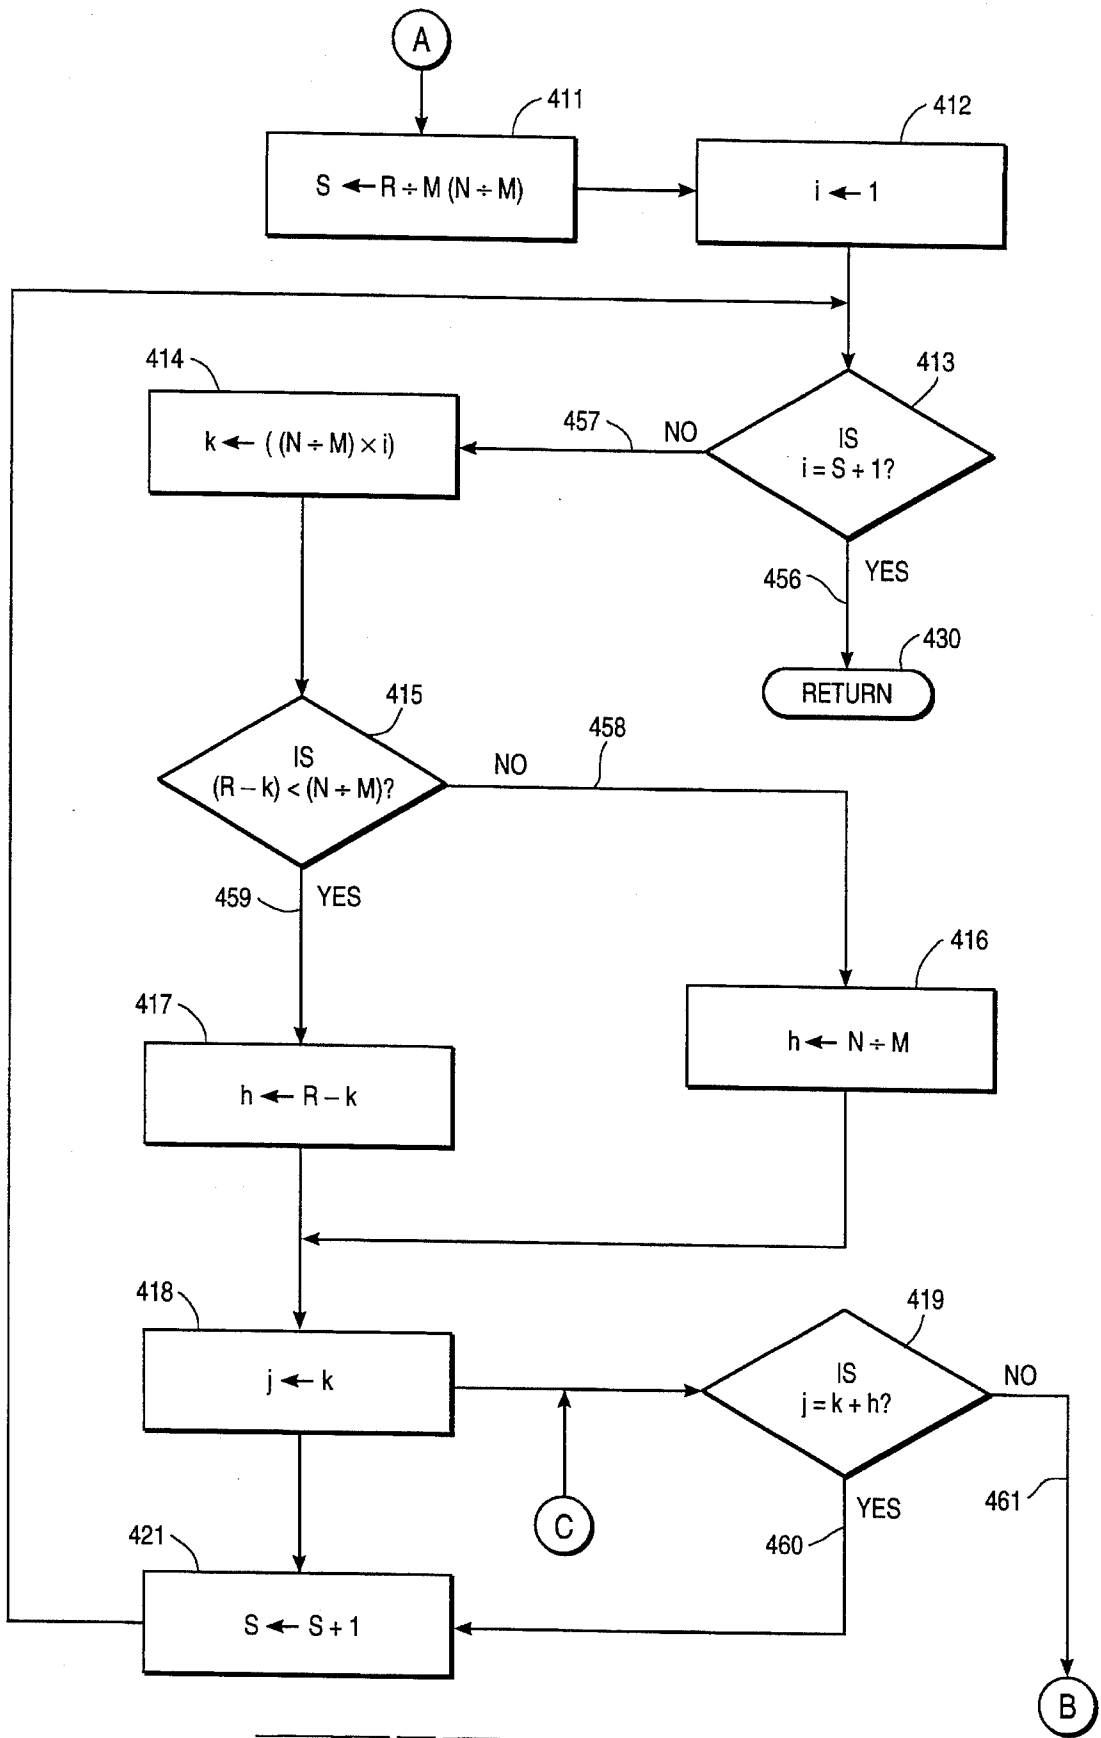 A
411
S ← R ÷ M (N ÷ M)
412
i ← 1
413
IS
i = S + 1?
NO
457
414
k ← ( (N ÷ M) × i)
YES
456
430
RETURN
415
IS
(R – k) < (N ÷ M)?
NO
458
YES
459
416
h ← N ÷ M
417
h ← R – k
418
j ← k
419
IS
j = k + h?
NO
461
C
YES
460
421
S ← S + 1
B